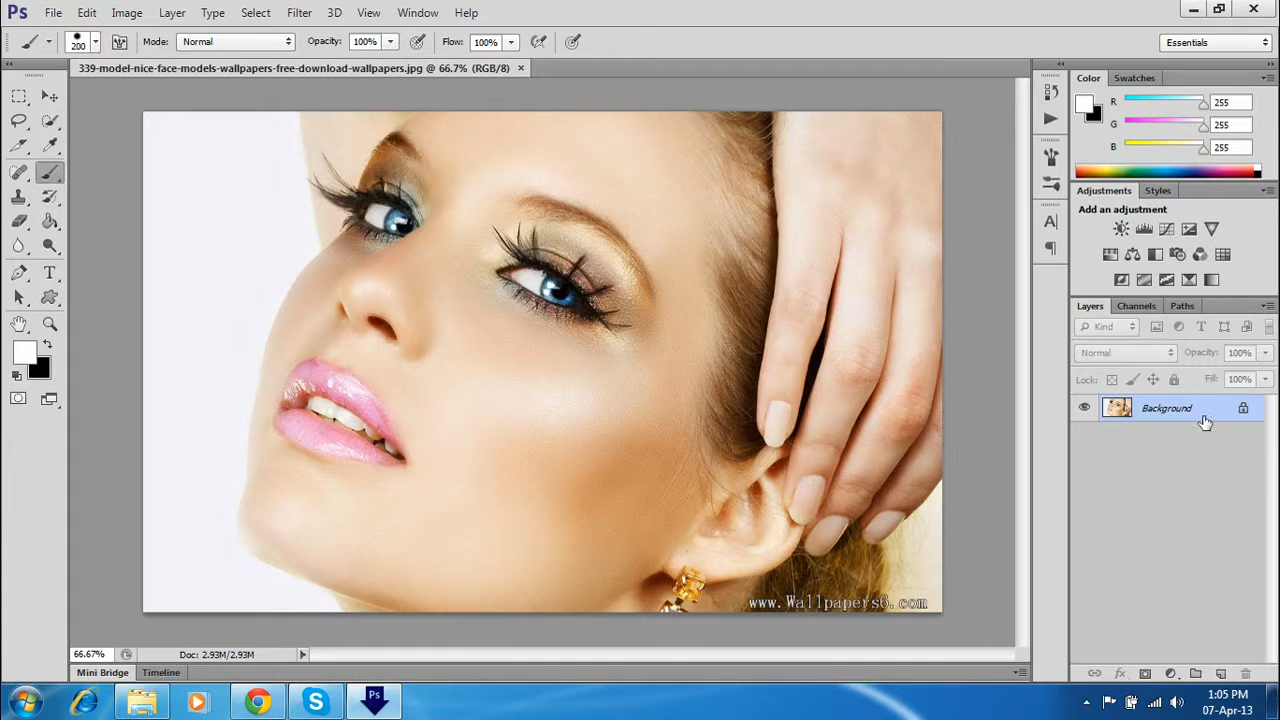 Ps File Edit Image Layer Type Select Filter 3D View Window Help
200 Mode: Normal Opacity: 100% Flow: 100% Essentials
339-model-nice-face-models-wallpapers-free-download-wallpapers.jpg @ 66.7% (RGB/8) ×
Color Swatches
R 255
G 255
B 255
Adjustments Styles
Add an adjustment
Layers Channels Paths
Kind
Normal Opacity: 100%
Lock: Fill: 100%
Background
www.Wallpapers6.com
66.67% Doc: 2.93M/2.93M
Mini Bridge Timeline
Ps
1:05 PM
07-Apr-13